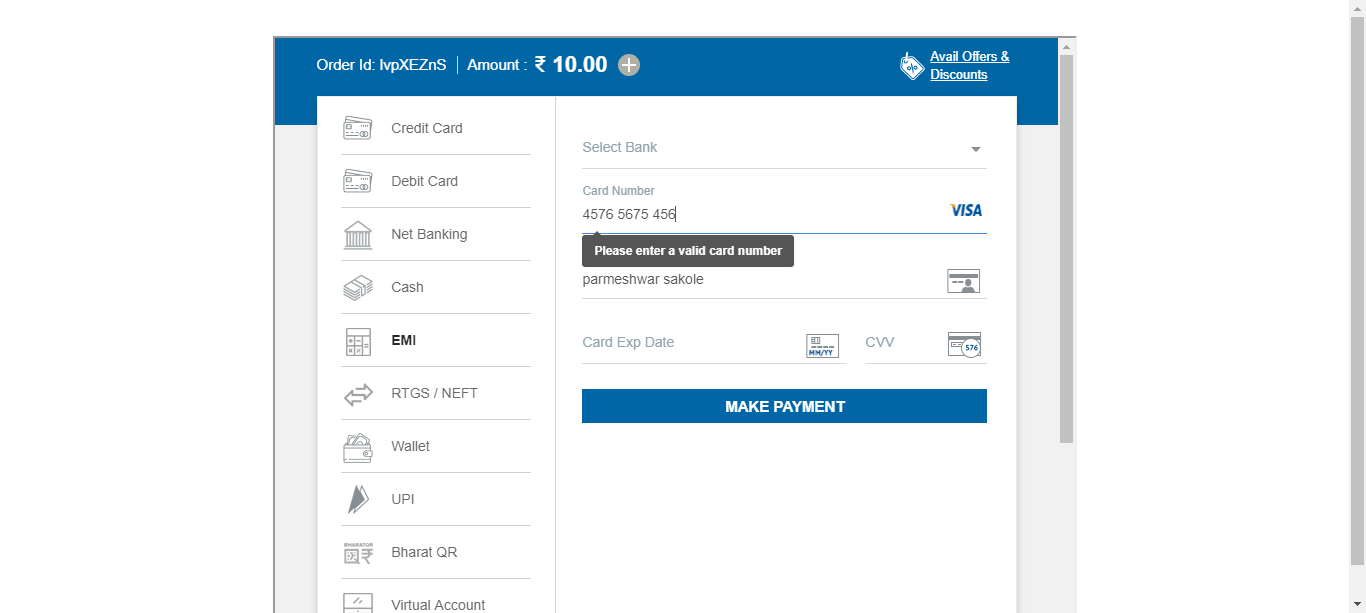 Order Id: IvpXEZnS
Amount : ₹ 10.00
Avail Offers &
Discounts
Credit Card
Debit Card
Net Banking
Cash
EMI
RTGS / NEFT
Wallet
UPI
BHARATQR
Bharat QR
Virtual Account
Select Bank
Card Number
4576 5675 456
VISA
Please enter a valid card number
parmeshwar sakole
Card Exp Date
MM/YY
CVV
576
MAKE PAYMENT